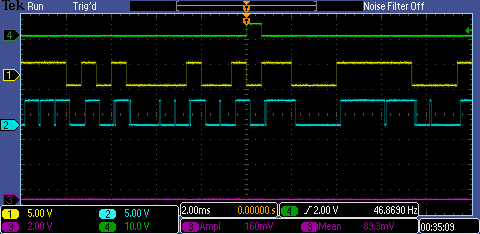 Tek Run Trig'd Noise Filter Off
4
1
2
3
1 5.00 V 2 5.00 V 2.00ms 0.00000 s 4 2.00 V 46.8690 Hz
3 2.00 V 4 10.0 V 3 Ampl 160mV 3 Mean 89.3mV 00:35:09